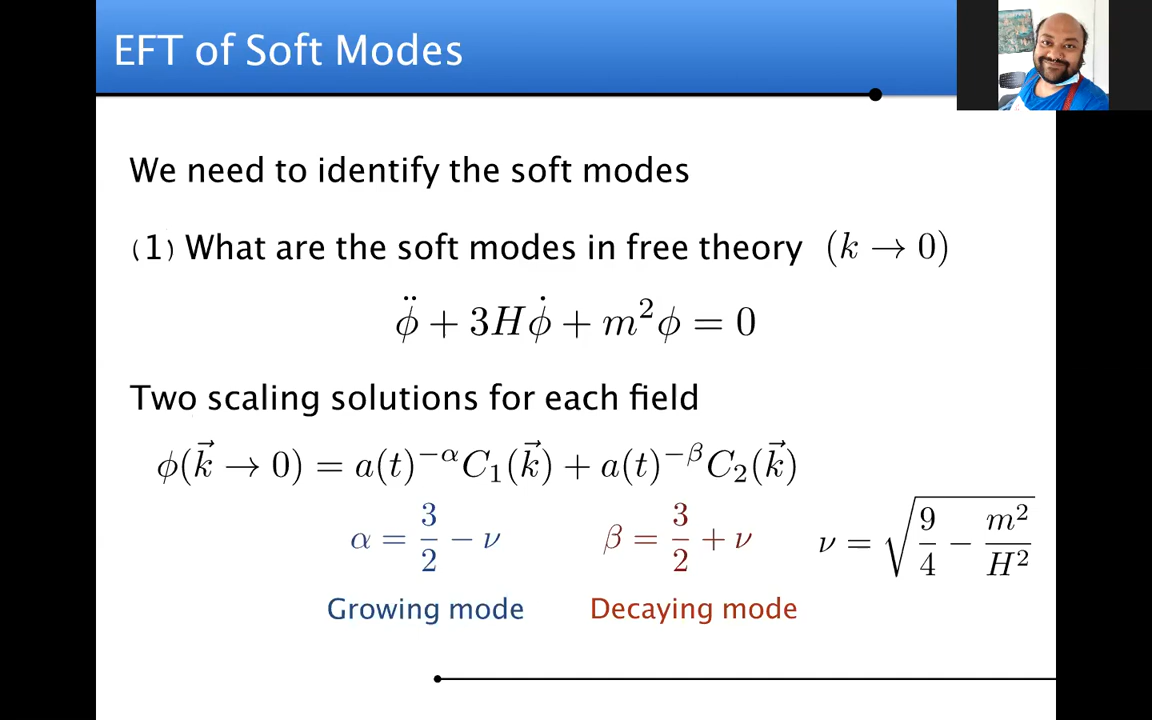 EFT of Soft Modes
We need to identify the soft modes
(1) What are the soft modes in free theory (k → 0)
φ̈ + 3Hφ̇ + m²φ = 0
Two scaling solutions for each field
φ(k⃗ → 0) = a(t)^{−α}C₁(k⃗) + a(t)^{−β}C₂(k⃗)
α = 3/2 − ν β = 3/2 + ν ν = √(9/4 − m²/H²)
Growing mode Decaying mode